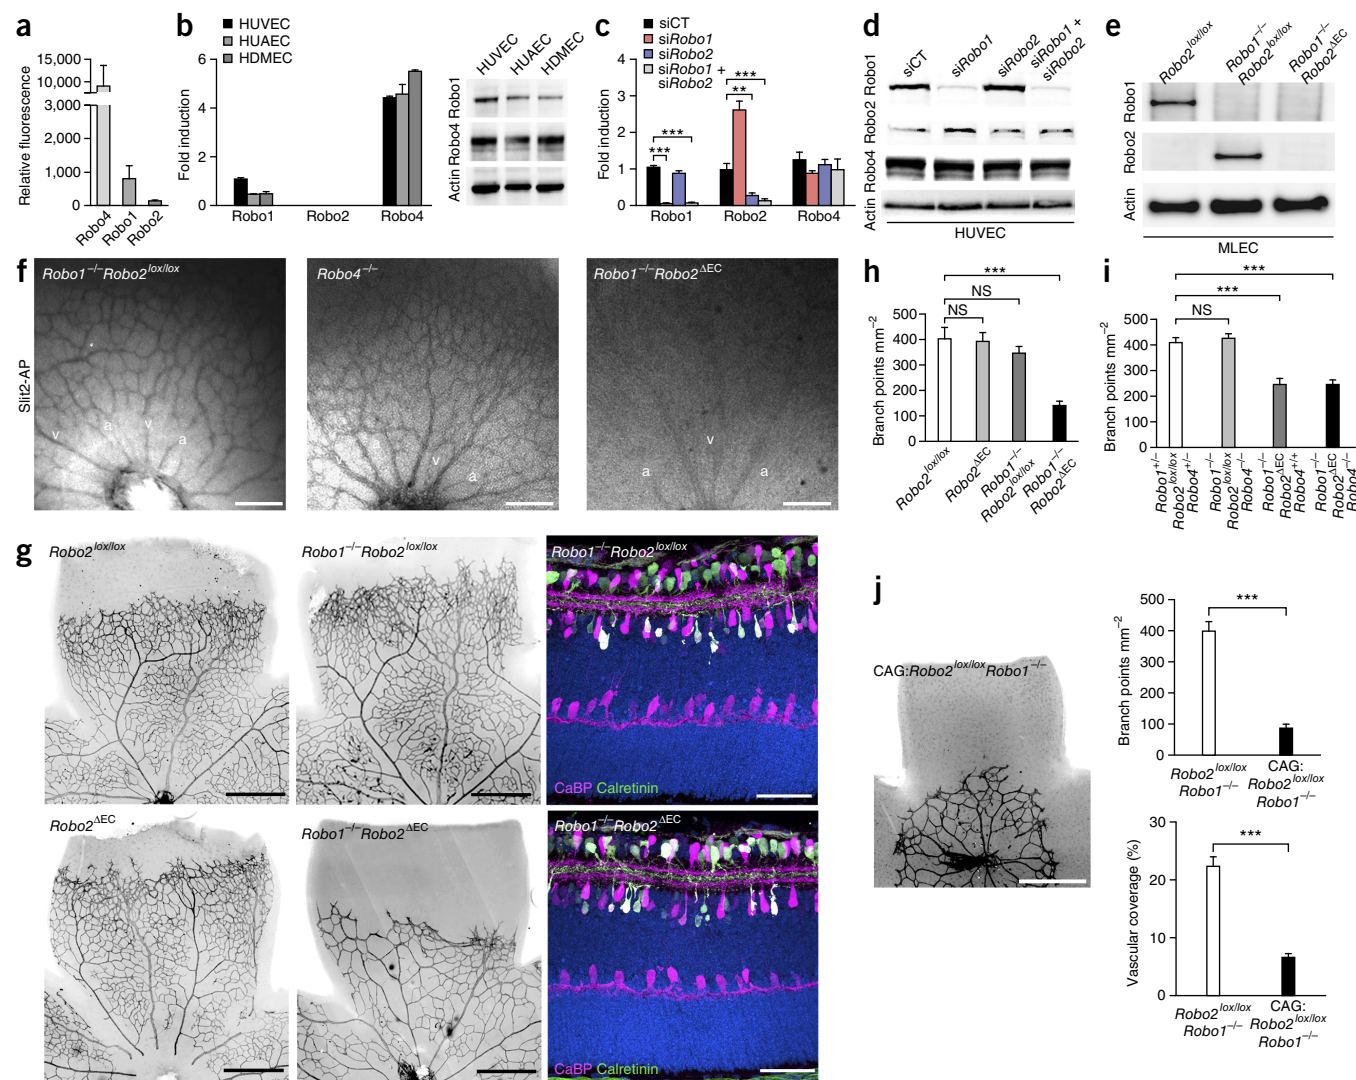 a
15,000
10,000
5,000
3,000
2,000
1,000
0
Relative fluorescence
Robo4
Robo1
Robo2
b
HUVEC
HUAEC
HDMEC
6
4
2
0
Fold induction
Robo1
Robo2
Robo4
HUVEC
HUAEC
HDMEC
Robo1
Robo4
Actin
c
siCT
siRobo1
siRobo2
siRobo1 +
siRobo2
4
3
2
1
0
Fold induction
***
***
***
**
Robo1
Robo2
Robo4
d
siCT
siRobo1
siRobo2
siRobo1 +
siRobo2
Robo1
Robo2
Robo4
Actin
HUVEC
e
Robo2lox/lox
Robo1–/–
Robo2lox/lox
Robo1–/–
Robo2ΔEC
Robo1
Robo2
Actin
MLEC
f
Slit2-AP
Robo1–/–Robo2lox/lox
v
a
v
a
Robo4–/–
v
a
Robo1–/–Robo2ΔEC
v
a
a
g
Robo2lox/lox
Robo1–/–Robo2lox/lox
Robo1–/–Robo2lox/lox
CaBP Calretinin
Robo2ΔEC
Robo1–/–Robo2ΔEC
Robo1–/–Robo2ΔEC
CaBP Calretinin
h
***
NS
NS
500
400
300
200
100
0
Branch points mm–2
Robo2lox/lox
Robo2ΔEC
Robo1–/–
Robo2lox/lox
Robo1–/–
Robo2ΔEC
i
***
***
NS
500
400
300
200
100
0
Branch points mm–2
Robo1+/–
Robo2lox/lox
Robo4+/–
Robo1–/–
Robo2lox/lox
Robo4–/–
Robo1–/–
Robo2ΔEC
Robo4+/+
Robo1–/–
Robo2ΔEC
Robo4–/–
j
CAG:Robo2lox/lox Robo1–/–
500
400
300
200
100
0
Branch points mm–2
***
Robo2lox/lox
Robo1–/–
CAG:
Robo2lox/lox
Robo1–/–
30
20
10
0
Vascular coverage (%)
***
Robo2lox/lox
Robo1–/–
CAG:
Robo2lox/lox
Robo1–/–